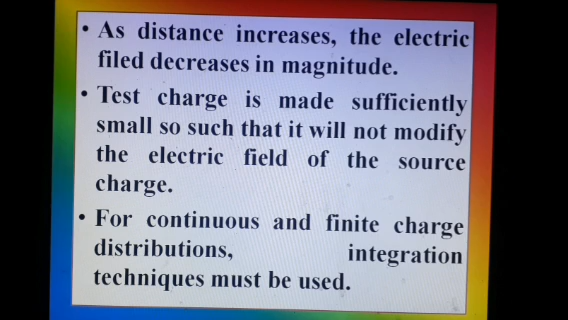 • As distance increases, the electric
filed decreases in magnitude.
• Test charge is made sufficiently
small so such that it will not modify
the electric field of the source
charge.
• For continuous and finite charge
distributions, integration
techniques must be used.